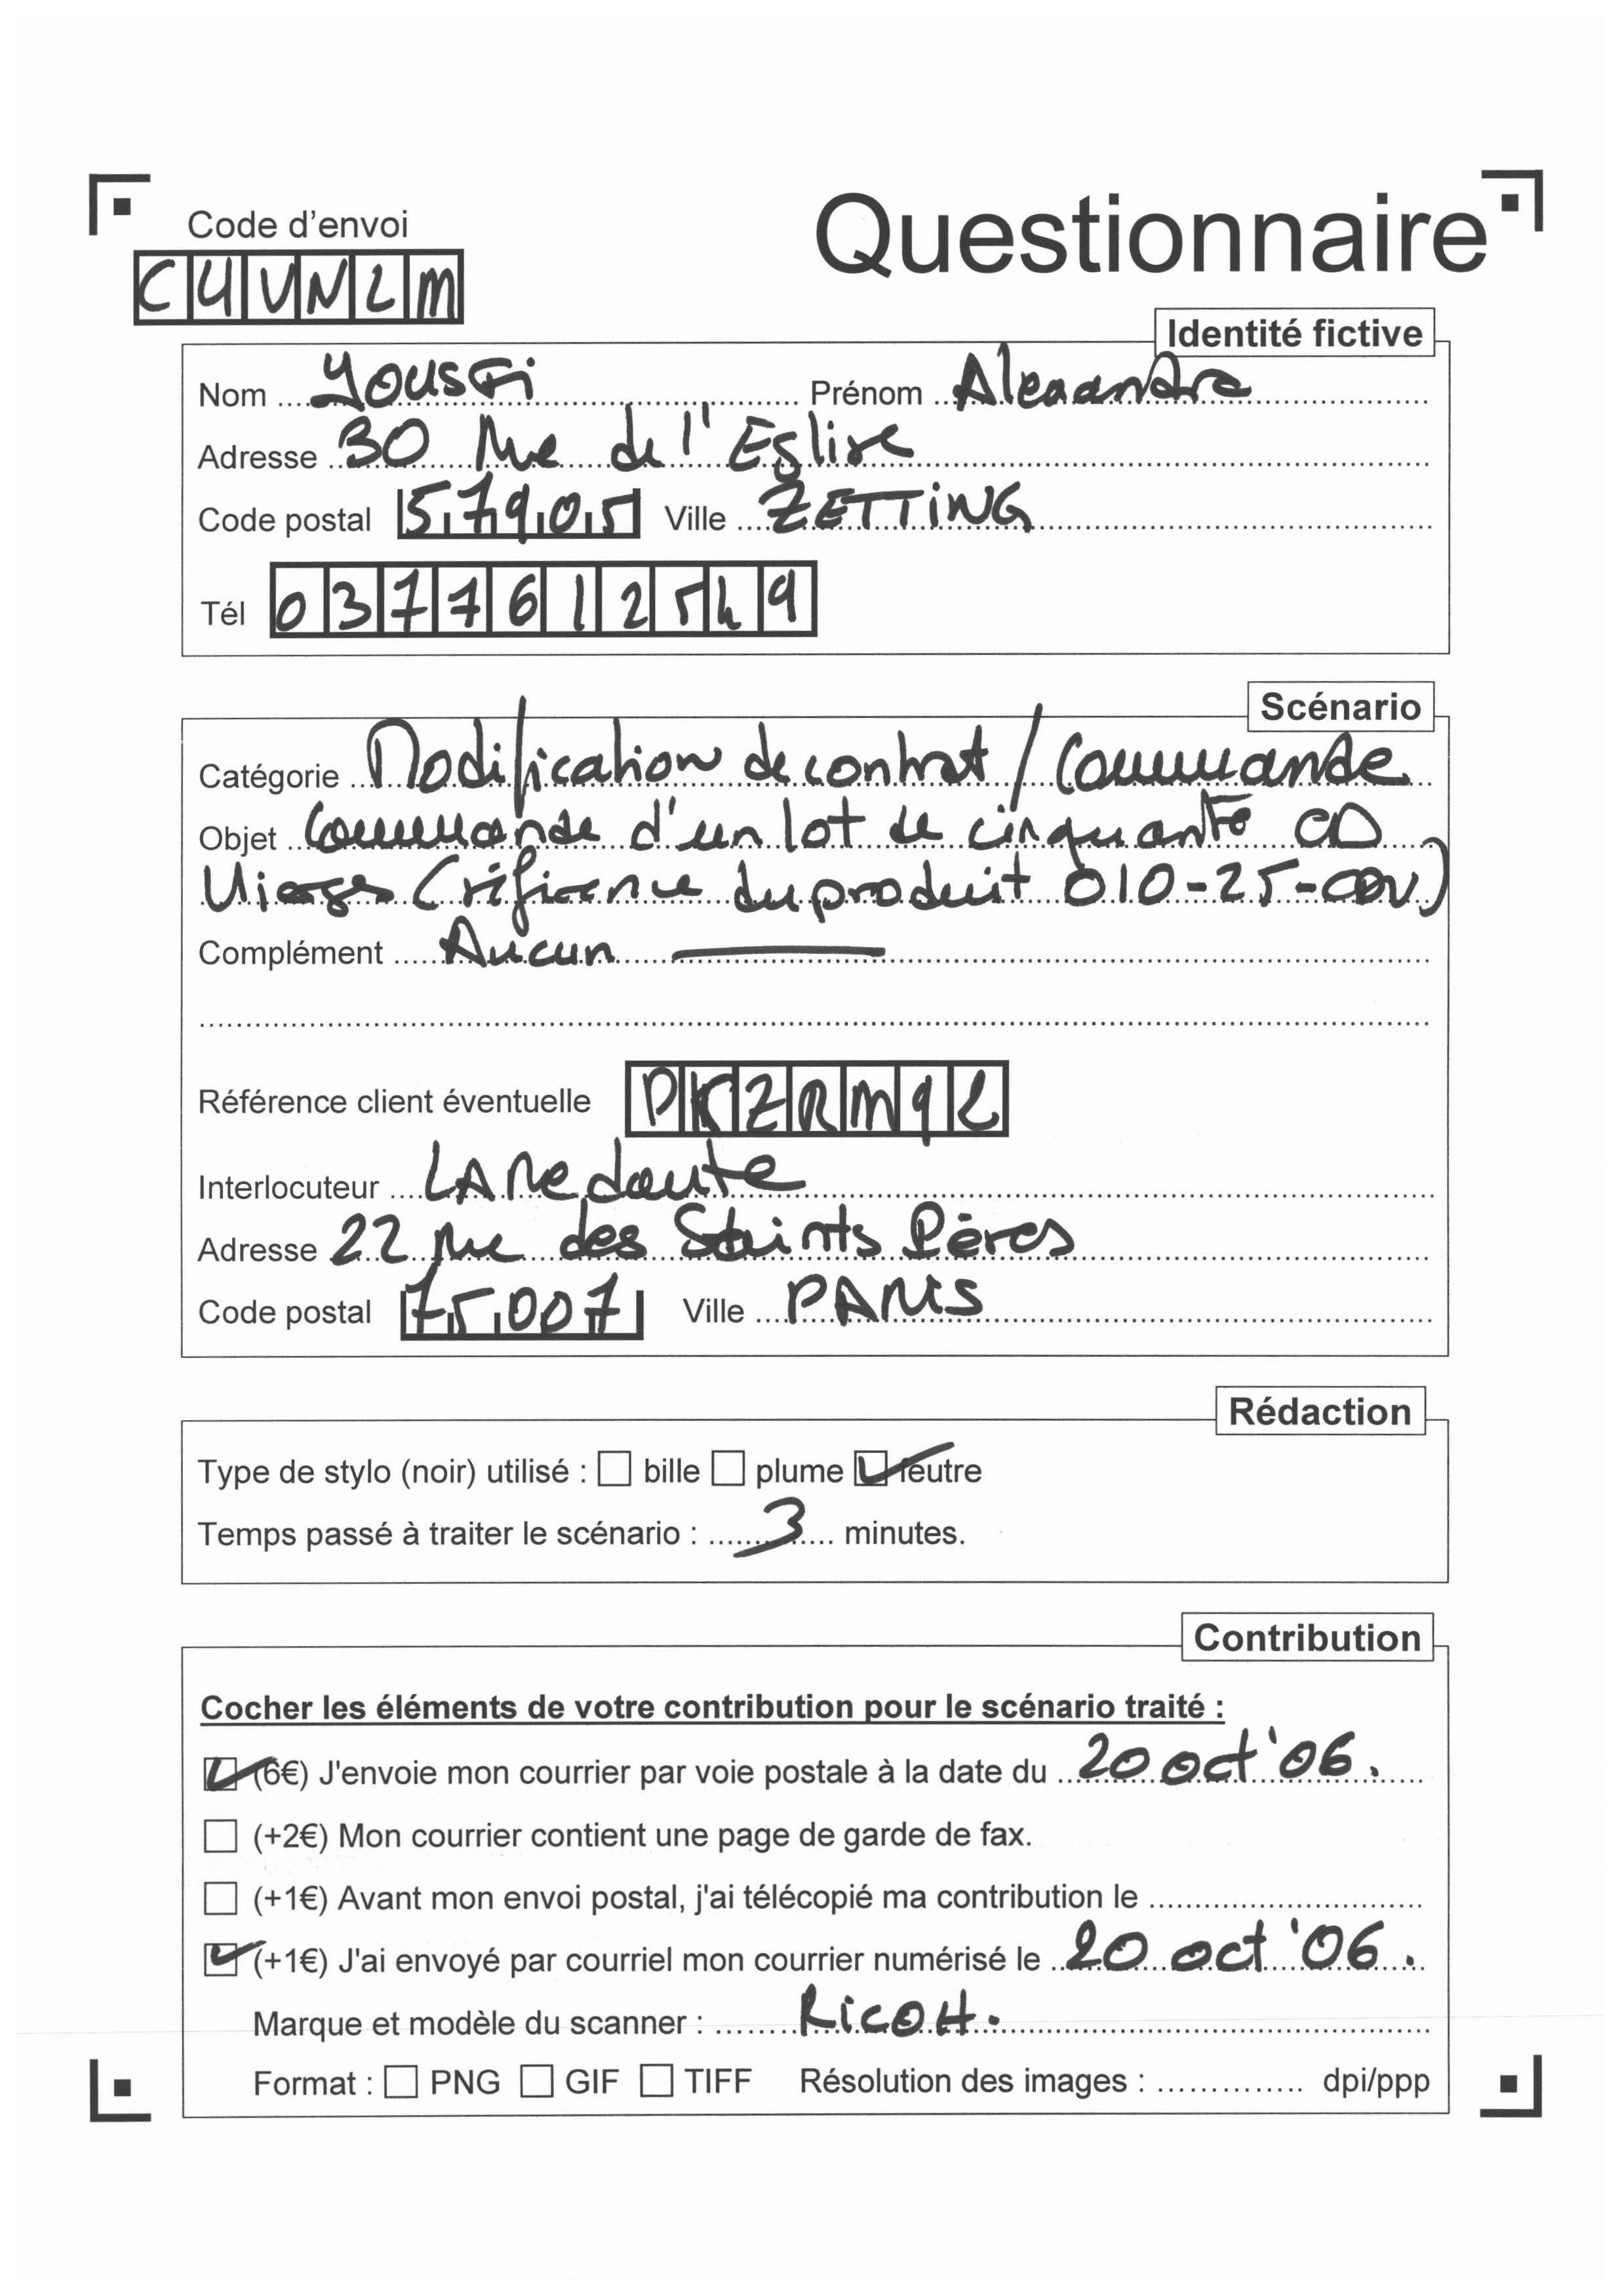 Code d'envoi
Questionnaire
C4VNLM
Identité fictive
Nom Youssfi Prénom Alexandra
Adresse 30 Rue de l'Eglise
Code postal 57905 Ville ZETTiNG
Tél 0377612549
Scénario
Catégorie Modification de contrat / Commande
Objet Commande d'un lot de cinquante CD
Vierges (référence du produit 010-25-CDV)
Complément Aucun
Référence client éventuelle PKZRM9L
Interlocuteur LA Redoute
Adresse 22 rue des Saints Pères
Code postal 75007 Ville PARIS
Rédaction
Type de stylo (noir) utilisé : bille plume feutre
Temps passé à traiter le scénario : 3 minutes.
Contribution
Cocher les éléments de votre contribution pour le scénario traité :
(6€) J'envoie mon courrier par voie postale à la date du 20 oct '06.
(+2€) Mon courrier contient une page de garde de fax.
(+1€) Avant mon envoi postal, j'ai télécopié ma contribution le
(+1€) J'ai envoyé par courriel mon courrier numérisé le 20 oct '06.
Marque et modèle du scanner : RicoH.
Format : PNG GIF TIFF Résolution des images : dpi/ppp